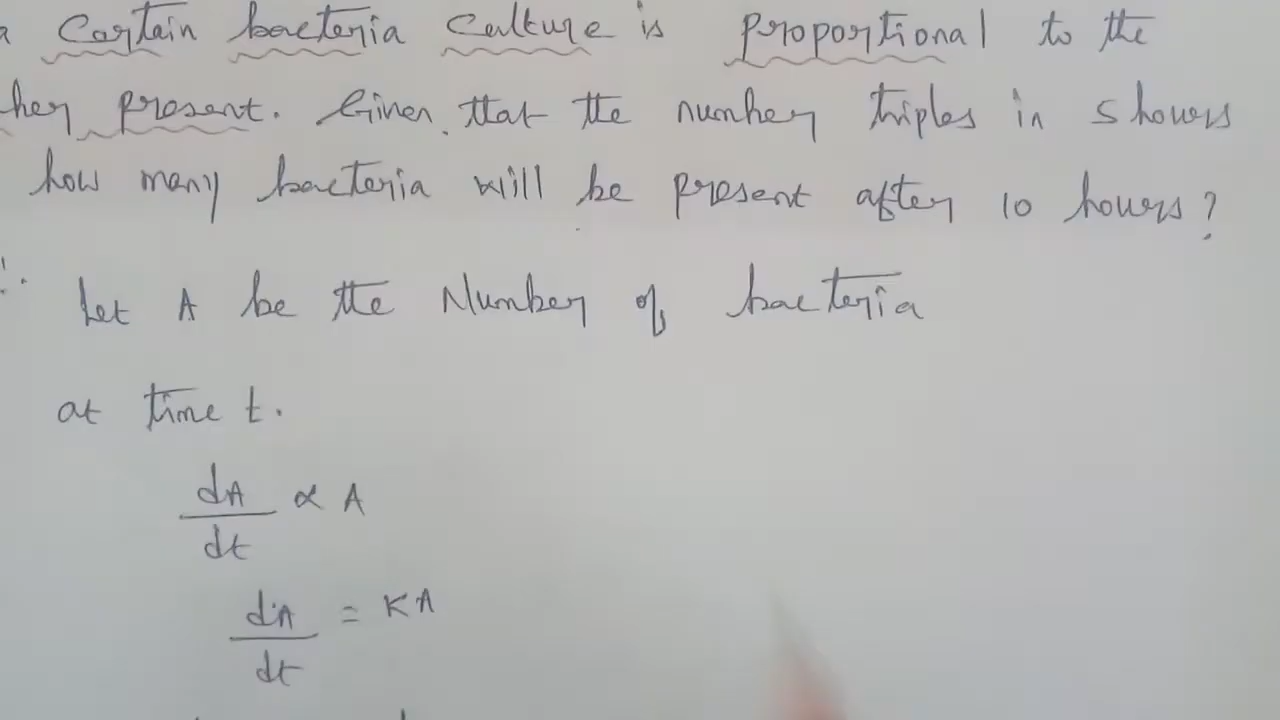 Certain bacteria Culture is proportional to the
present. Given that the number triples in 5 hours
how many bacteria will be present after 10 hours?
Let A be the Number of bacteria
at time t.
dA/dt ∝ A
dA/dt = KA